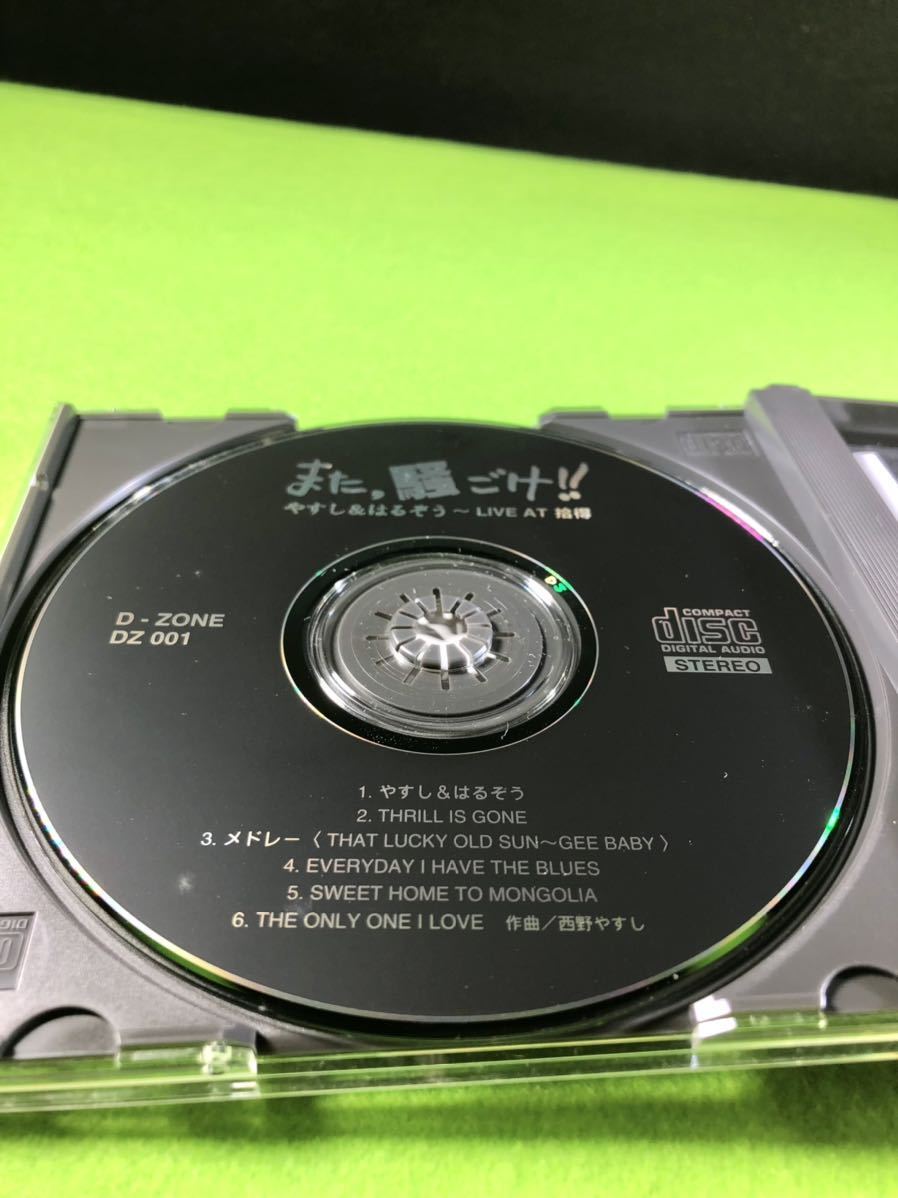 また,騒ごけ!!
やすし&はるぞう～LIVE AT 拾得
D - ZONE
DZ 001
COMPACT
disc
DIGITAL AUDIO
STEREO
1. やすし&はるぞう
2. THRILL IS GONE
3. メドレー〈 THAT LUCKY OLD SUN～GEE BABY 〉
4. EVERYDAY I HAVE THE BLUES
5. SWEET HOME TO MONGOLIA
6. THE ONLY ONE I LOVE 作曲/西野やすし